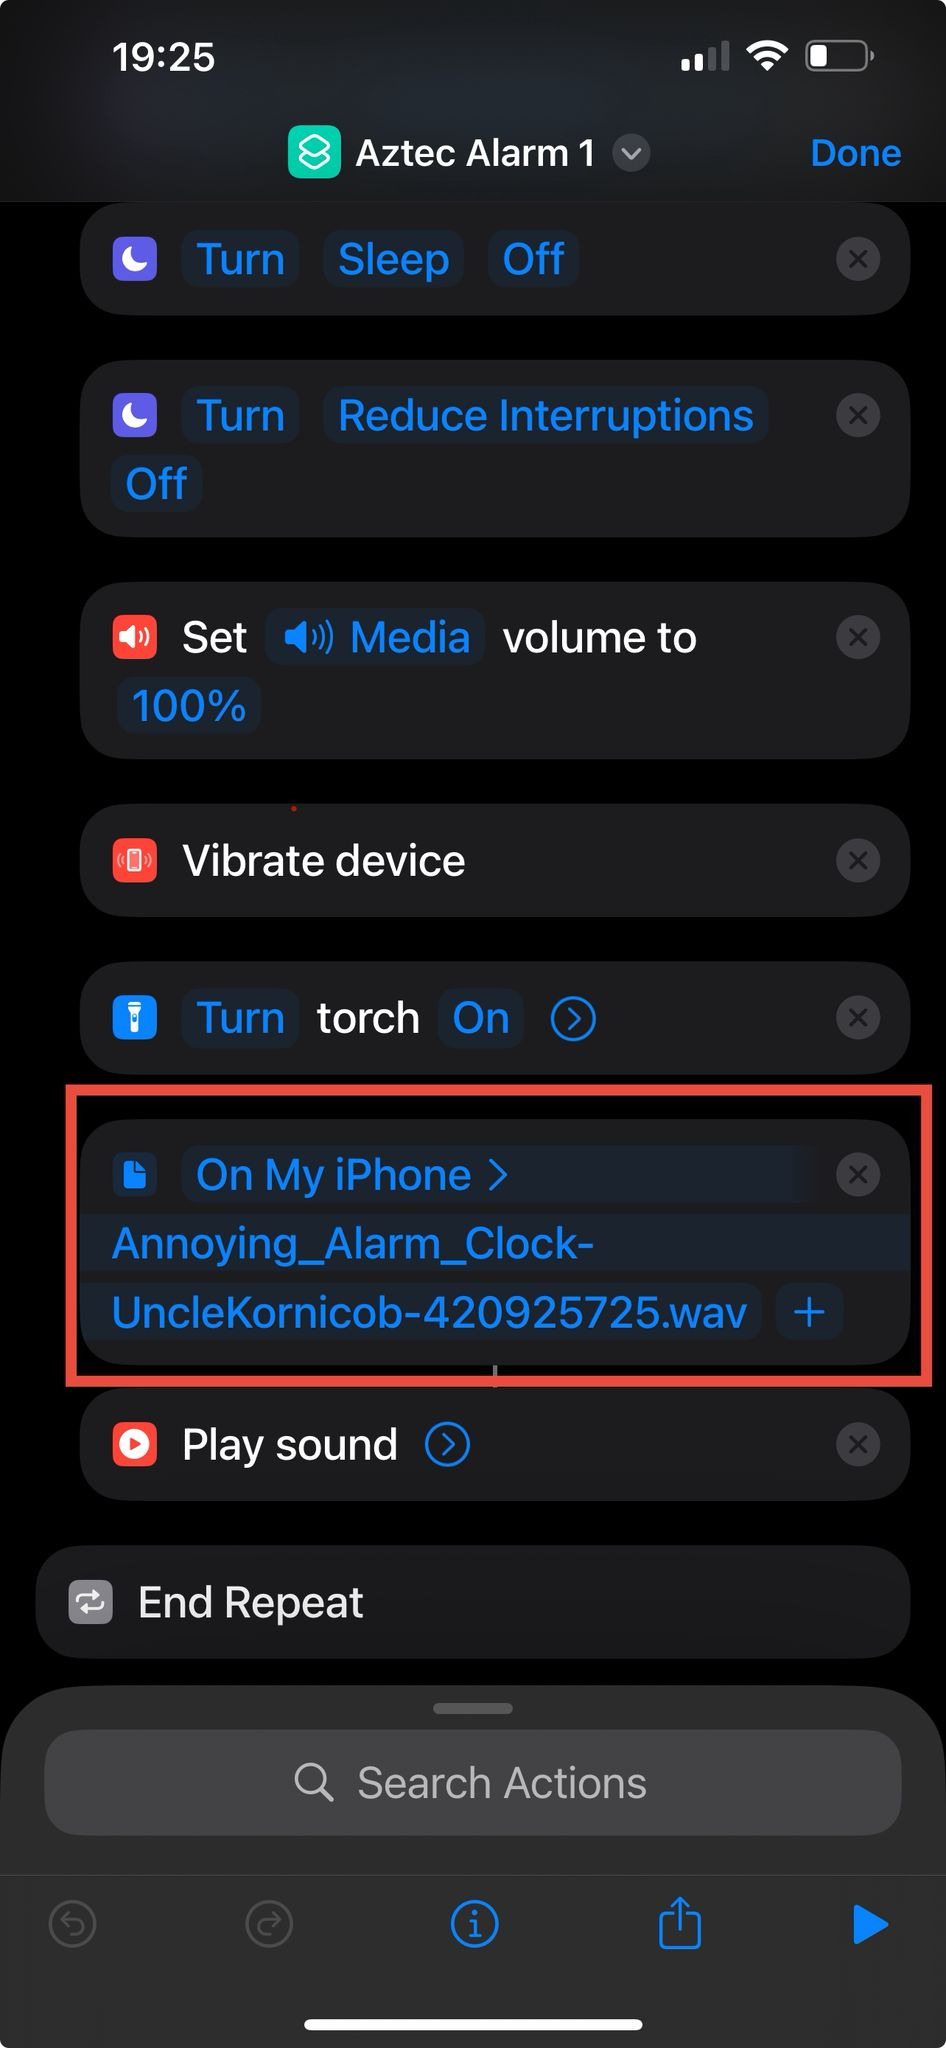 19:25
Aztec Alarm 1
Done
Turn Sleep Off
Turn Reduce Interruptions
Off
Set Media volume to
100%
Vibrate device
Turn torch On
On My iPhone >
Annoying_Alarm_Clock-
UncleKornicob-420925725.wav +
Play sound
End Repeat
Search Actions